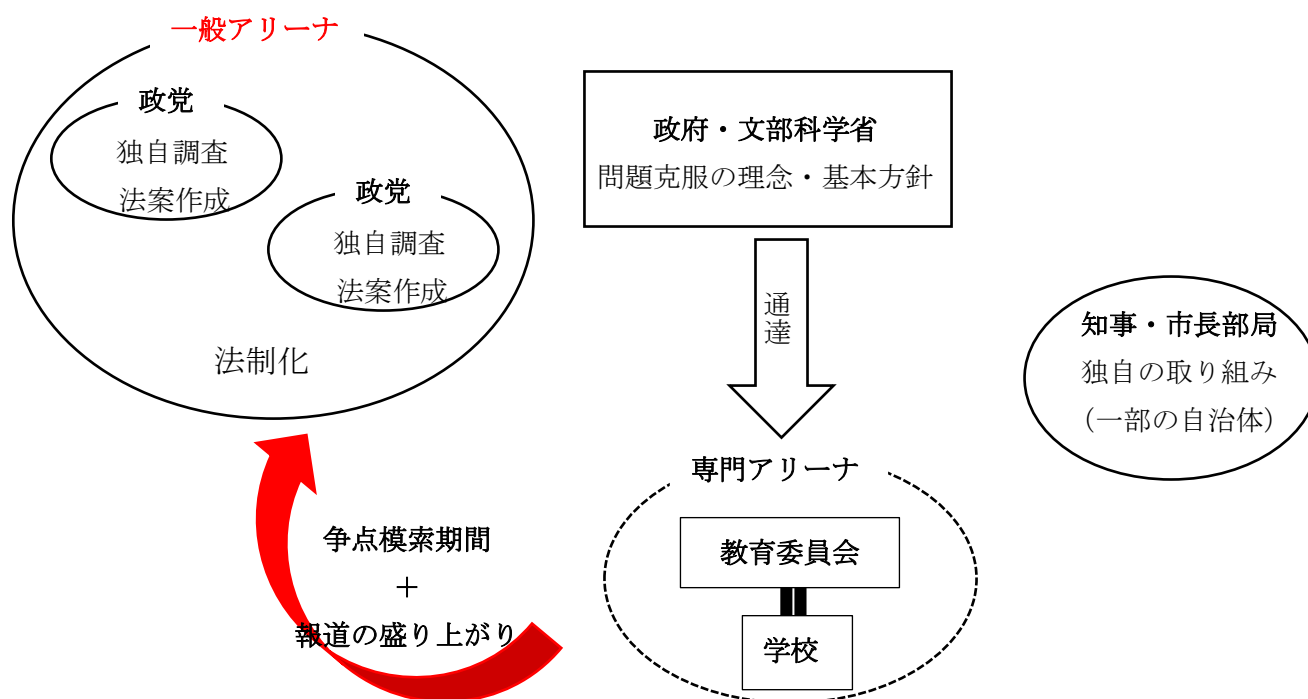 一般アリーナ
政党
独自調査
法案作成
政党
独自調査
法案作成
法制化
政府・文部科学省
問題克服の理念・基本方針
通達
知事・市長部局
独自の取り組み
（一部の自治体）
専門アリーナ
教育委員会
学校
争点模索期間
＋
報道の盛り上がり